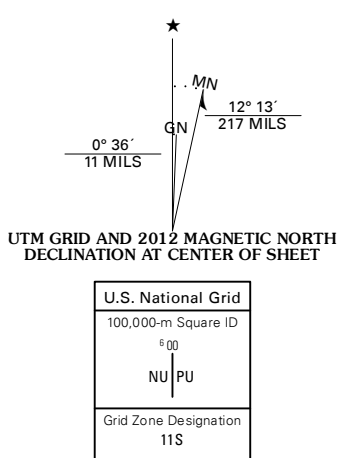 ★
MN
12° 13´
217 MILS
GN
0° 36´
11 MILS
UTM GRID AND 2012 MAGNETIC NORTH
DECLINATION AT CENTER OF SHEET
U.S. National Grid
100,000-m Square ID
6 00
NU PU
Grid Zone Designation
11S